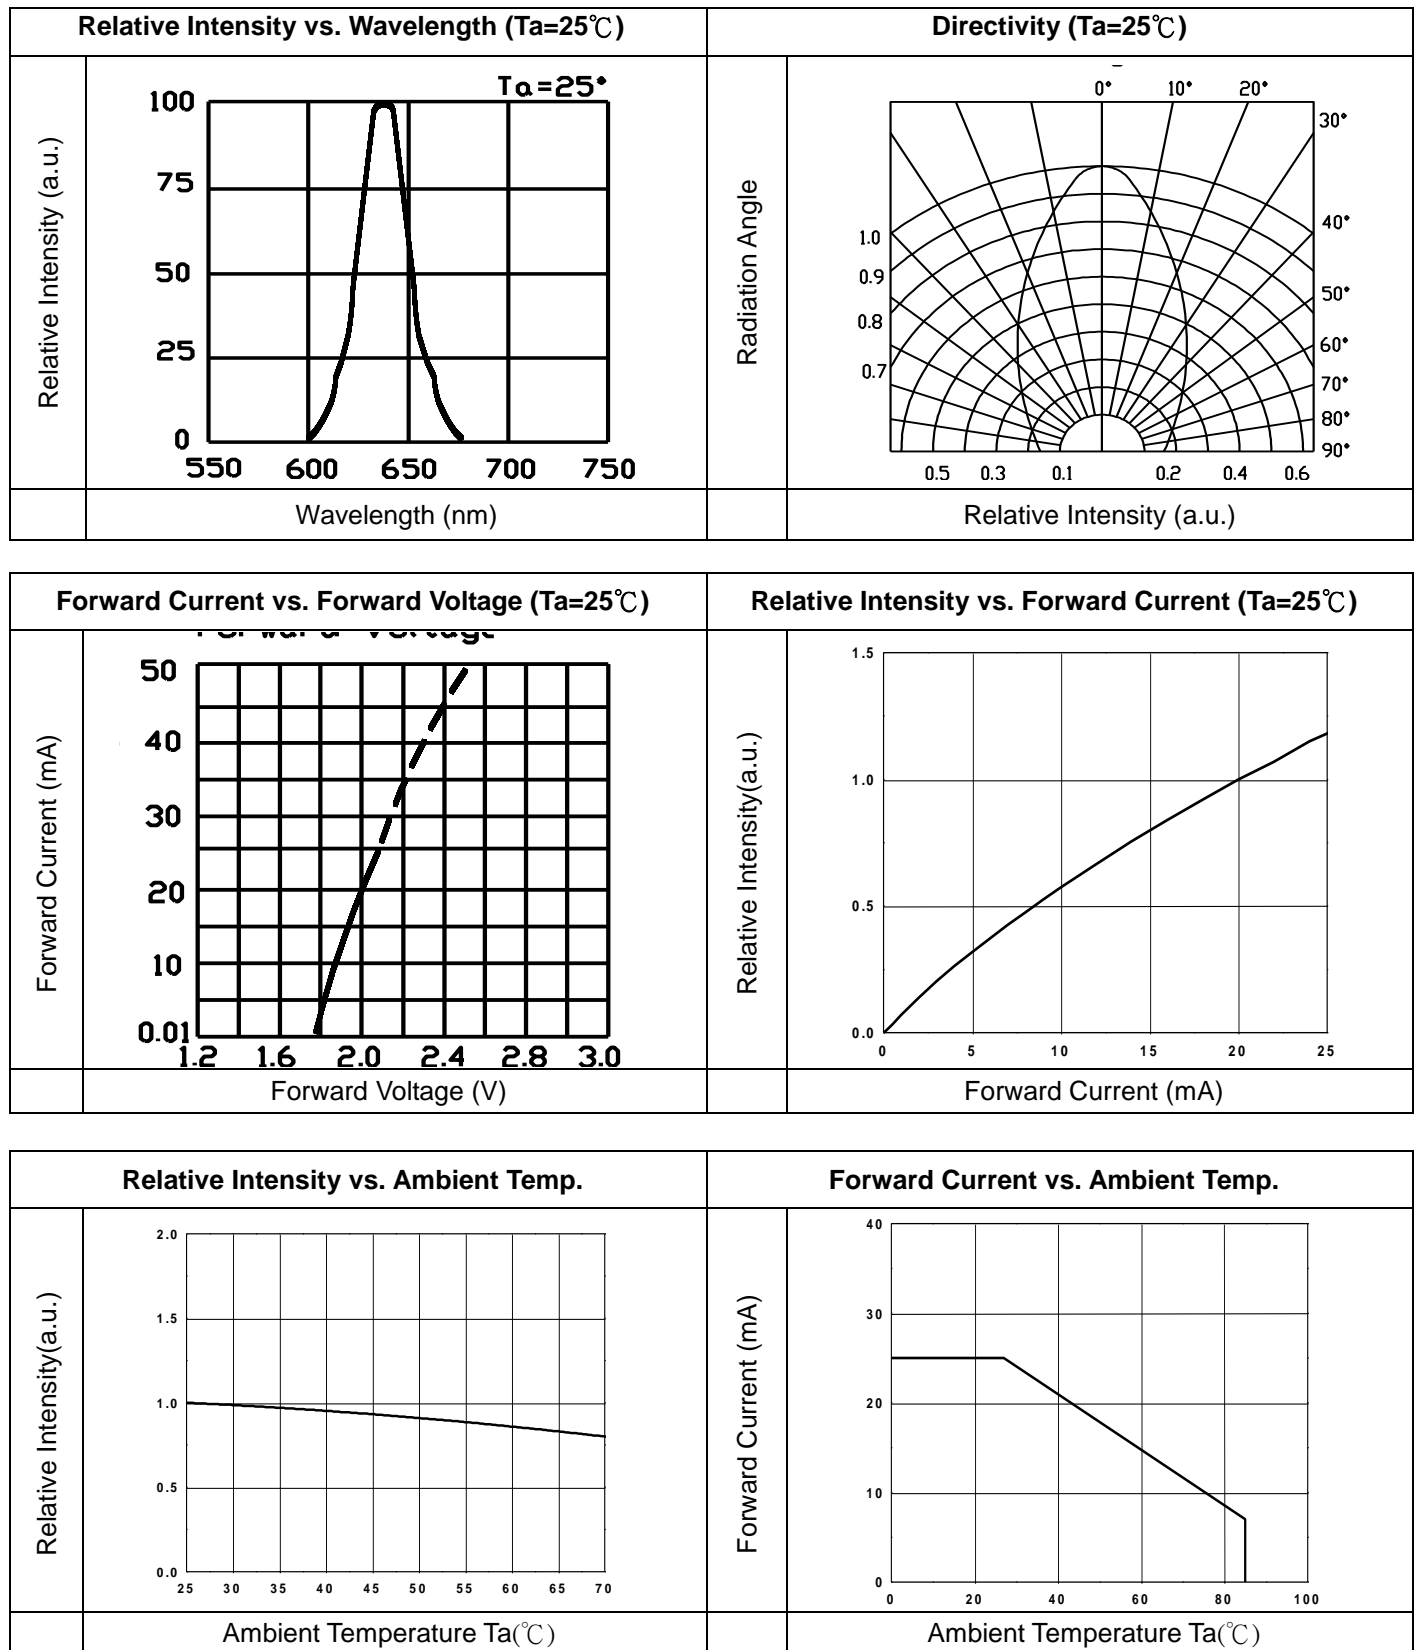 Relative Intensity vs. Wavelength (Ta=25℃)
Directivity (Ta=25℃)
Relative Intensity (a.u.)
Ta=25°
100
75
50
25
0
550 600 650 700 750
Wavelength (nm)
Radiation Angle
0° 10° 20°
30°
40°
50°
60°
70°
80°
90°
1.0
0.9
0.8
0.7
0.5 0.3 0.1 0.2 0.4 0.6
Relative Intensity (a.u.)
Forward Current vs. Forward Voltage (Ta=25℃)
Relative Intensity vs. Forward Current (Ta=25℃)
Forward Current (mA)
Forward Voltage
50
40
30
20
10
0.01
1.2 1.6 2.0 2.4 2.8 3.0
Forward Voltage (V)
Relative Intensity(a.u.)
1.5
1.0
0.5
0.0
0 5 10 15 20 25
Forward Current (mA)
Relative Intensity vs. Ambient Temp.
Forward Current vs. Ambient Temp.
Relative Intensity(a.u.)
2.0
1.5
1.0
0.5
0.0
25 30 35 40 45 50 55 60 65 70
Ambient Temperature Ta(℃)
Forward Current (mA)
40
30
20
10
0
0 20 40 60 80 100
Ambient Temperature Ta(℃)